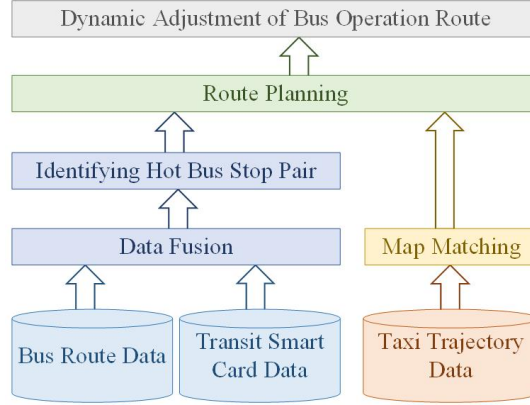 Dynamic Adjustment of Bus Operation Route
Route Planning
Identifying Hot Bus Stop Pair
Data Fusion
Map Matching
Bus Route Data
Transit Smart
Card Data
Taxi Trajectory
Data